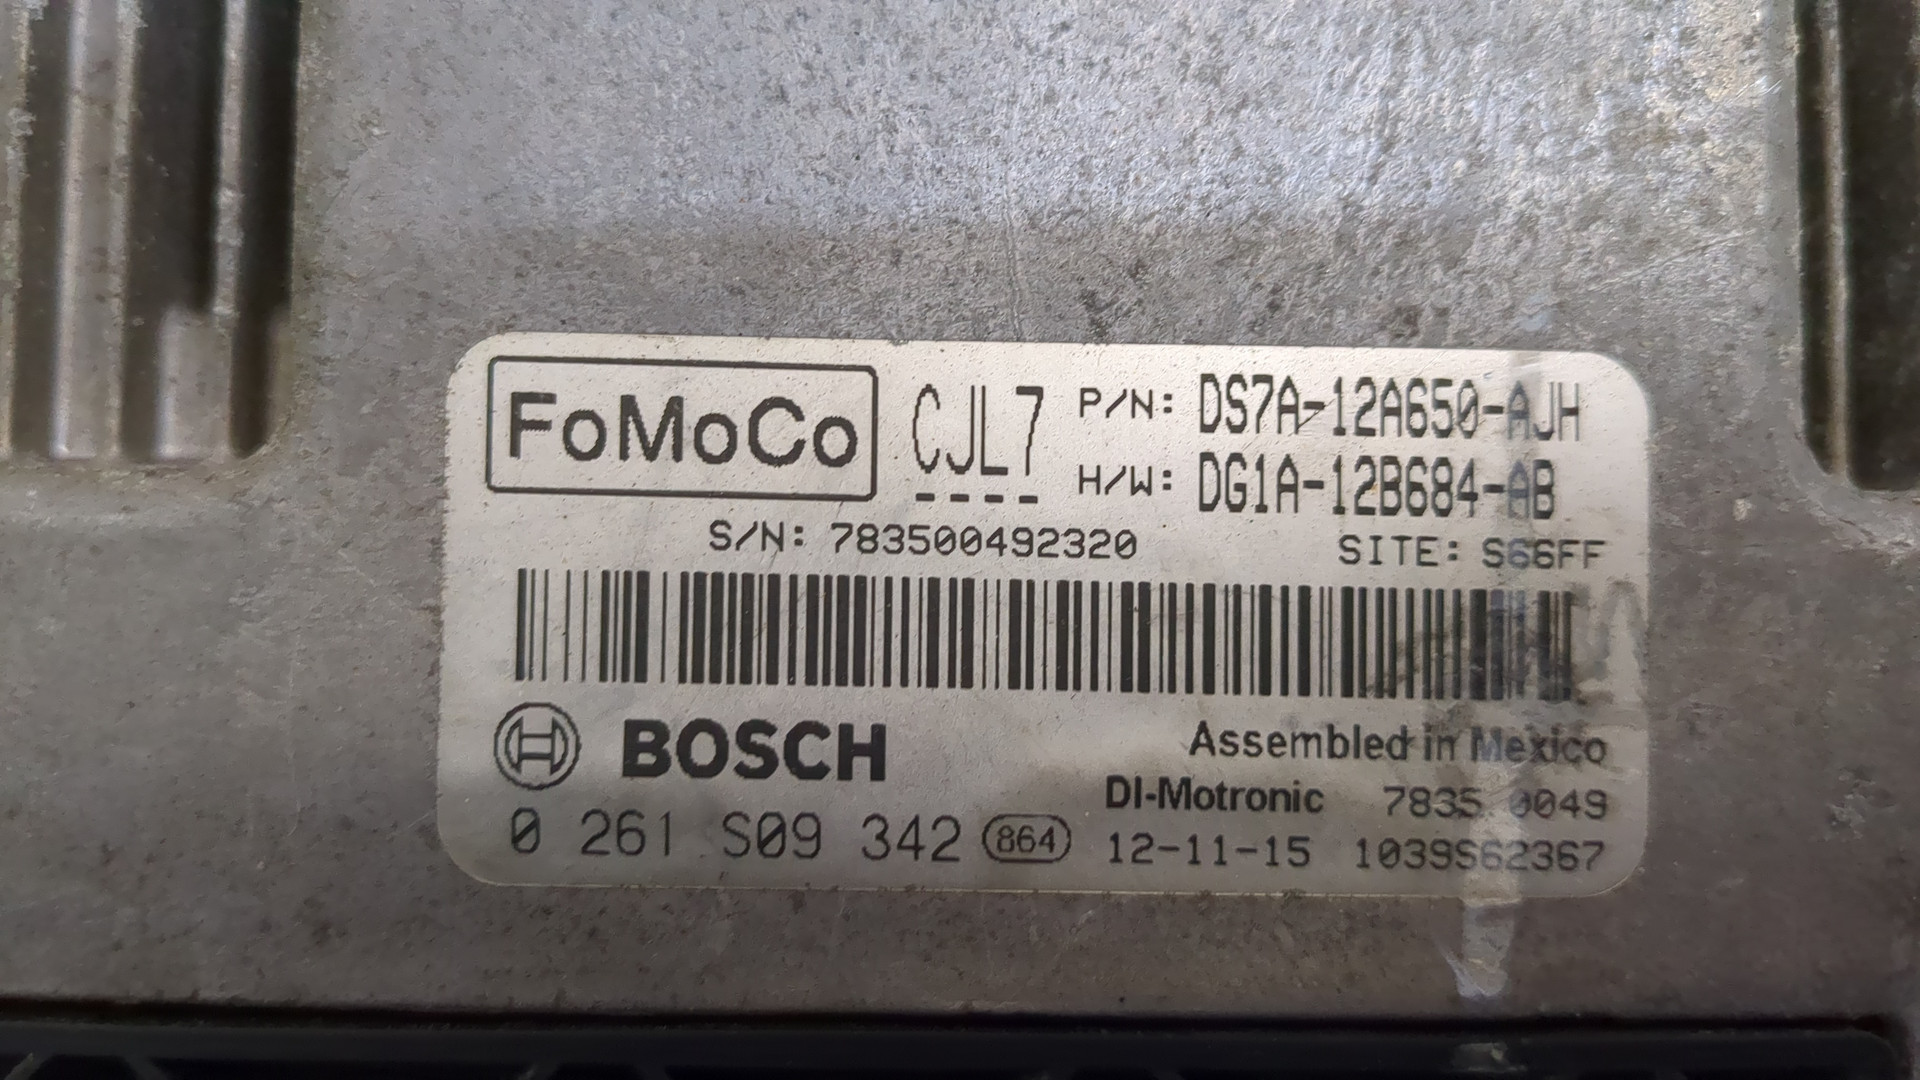 FoMoCo CJL7 P/N: DS7A-12A650-AJH
H/W: DG1A-12B684-AB
S/N: 783500492320 SITE: S66FF
BOSCH Assembled in Mexico
DI-Motronic 7835 0049
0 261 S09 342 864 12-11-15 1039S62367